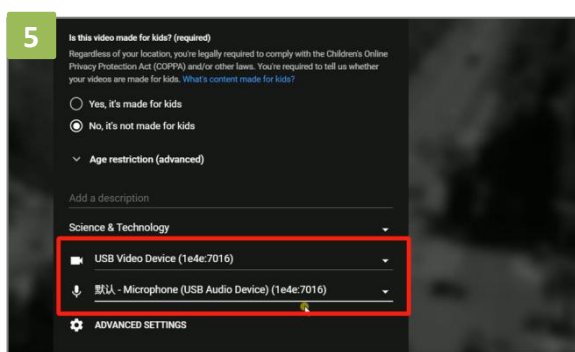 5
Is this video made for kids? (required)
Regardless of your location, you're legally required to comply with the Children's Online
Privacy Protection Act (COPPA) and/or other laws. You're required to tell us whether
your videos are made for kids. What's content made for kids?
Yes, it's made for kids
No, it's not made for kids
Age restriction (advanced)
Add a description
Science & Technology
USB Video Device (1e4e:7016)
默认 - Microphone (USB Audio Device) (1e4e:7016)
ADVANCED SETTINGS